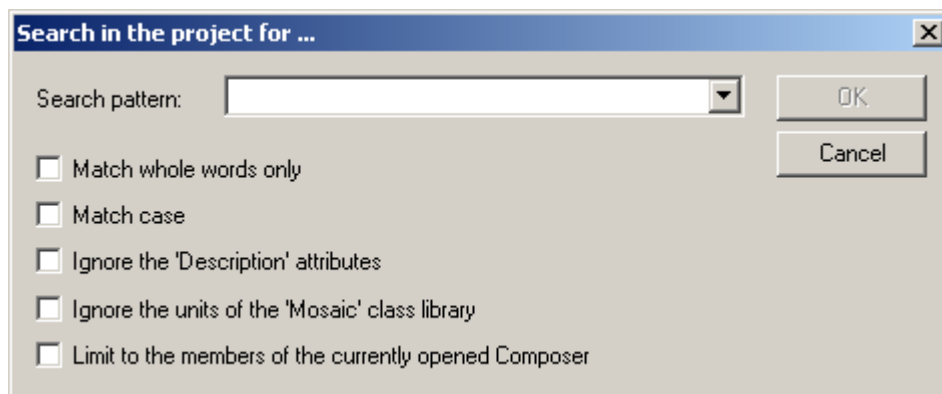 Search in the project for ...
Search pattern:
OK
Cancel
Match whole words only
Match case
Ignore the 'Description' attributes
Ignore the units of the 'Mosaic' class library
Limit to the members of the currently opened Composer